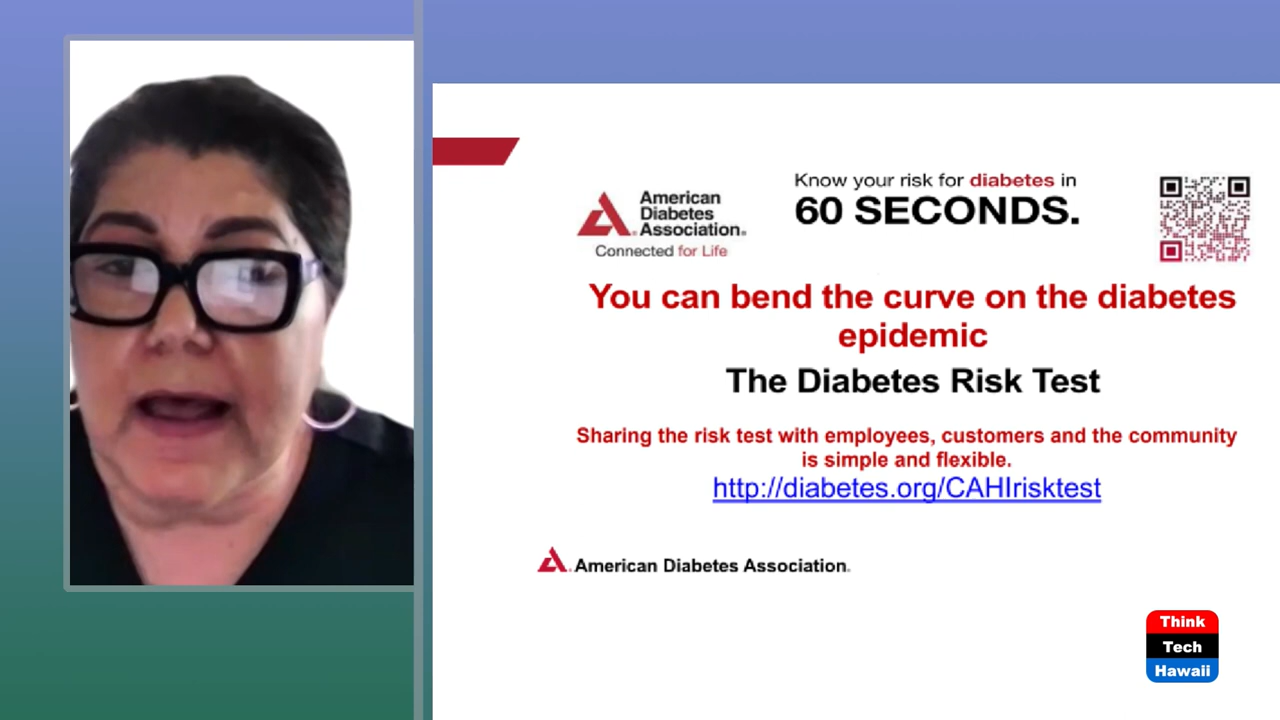 American
Diabetes
Association®
Connected for Life
Know your risk for diabetes in
60 SECONDS.
You can bend the curve on the diabetes
epidemic
The Diabetes Risk Test
Sharing the risk test with employees, customers and the community
is simple and flexible.
http://diabetes.org/CAHIrisktest
American Diabetes Association®
Think
Tech
Hawaii